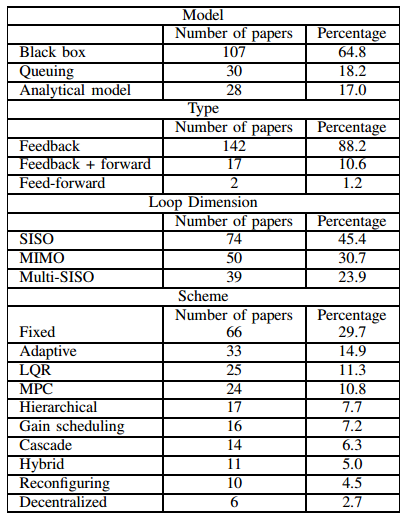 Model
Number of papers Percentage
Black box 107 64.8
Queuing 30 18.2
Analytical model 28 17.0
Type
Number of papers Percentage
Feedback 142 88.2
Feedback + forward 17 10.6
Feed-forward 2 1.2
Loop Dimension
Number of papers Percentage
SISO 74 45.4
MIMO 50 30.7
Multi-SISO 39 23.9
Scheme
Number of papers Percentage
Fixed 66 29.7
Adaptive 33 14.9
LQR 25 11.3
MPC 24 10.8
Hierarchical 17 7.7
Gain scheduling 16 7.2
Cascade 14 6.3
Hybrid 11 5.0
Reconfiguring 10 4.5
Decentralized 6 2.7